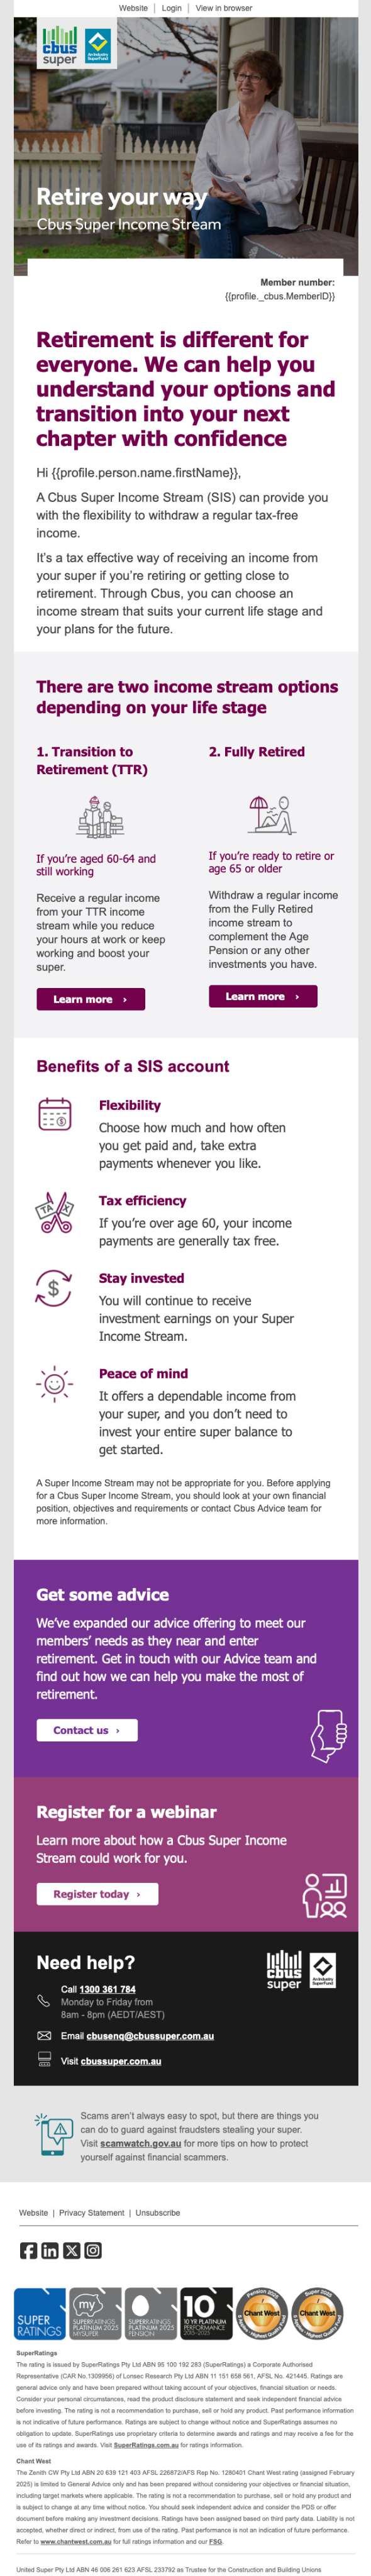 Website | Login | View in browser
cbus
super
Industry
SuperFund
Retire your way
Cbus Super Income Stream
Member number:
{{profile._cbus.MemberID}}
Retirement is different for
everyone. We can help you
understand your options and
transition into your next
chapter with confidence
Hi {{profile.person.name.firstName}},
A Cbus Super Income Stream (SIS) can provide you
with the flexibility to withdraw a regular tax-free
income.
It's a tax effective way of receiving an income from
your super if you're retiring or getting close to
retirement. Through Cbus, you can choose an
income stream that suits your current life stage and
your plans for the future.
There are two income stream options
depending on your life stage
1. Transition to
Retirement (TTR)
If you're aged 60-64 and
still working
Receive a regular income
from your TTR income
stream while you reduce
your hours at work or keep
working and boost your
super.
Learn more ›
2. Fully Retired
If you're ready to retire or
age 65 or older
Withdraw a regular income
from the Fully Retired
income stream to
complement the Age
Pension or any other
investments you have.
Learn more ›
Benefits of a SIS account
Flexibility
Choose how much and how often
you get paid and, take extra
payments whenever you like.
TAX
Tax efficiency
If you're over age 60, your income
payments are generally tax free.
$
Stay invested
You will continue to receive
investment earnings on your Super
Income Stream.
Peace of mind
It offers a dependable income from
your super, and you don't need to
invest your entire super balance to
get started.
A Super Income Stream may not be appropriate for you. Before applying
for a Cbus Super Income Stream, you should look at your own financial
position, objectives and requirements or contact Cbus Advice team for
more information.
Get some advice
We've expanded our advice offering to meet our
members' needs as they near and enter
retirement. Get in touch with our Advice team and
find out how we can help you make the most of
retirement.
Contact us ›
Register for a webinar
Learn more about how a Cbus Super Income
Stream could work for you.
Register today ›
Need help?
cbus
super
Industry
SuperFund
Call 1300 361 784
Monday to Friday from
8am - 8pm (AEDT/AEST)
Email cbusenq@cbussuper.com.au
Visit cbussuper.com.au
Scams aren't always easy to spot, but there are things you
can do to guard against fraudsters stealing your super.
Visit scamwatch.gov.au for more tips on how to protect
yourself against financial scammers.
Website | Privacy Statement | Unsubscribe
SUPER
RATINGS
my
SUPERRATINGS
PLATINUM 2025
MYSUPER
SUPERRATINGS
PLATINUM 2025
PENSION
10
10 YR PLATINUM
PERFORMANCE
2015-2025
Pension 2025
Chant West
5 Apples
Highest Quality Fund
Super 2025
Chant West
5 Apples
Highest Quality Fund
SuperRatings
The rating is issued by SuperRatings Pty Ltd ABN 95 100 192 283 (SuperRatings) a Corporate Authorised
Representative (CAR No.1309956) of Lonsec Research Pty Ltd ABN 11 151 658 561, AFSL No. 421445. Ratings are
general advice only and have been prepared without taking account of your objectives, financial situation or needs.
Consider your personal circumstances, read the product disclosure statement and seek independent financial advice
before investing. The rating is not a recommendation to purchase, sell or hold any product. Past performance information
is not indicative of future performance. Ratings are subject to change without notice and SuperRatings assumes no
obligation to update. SuperRatings use proprietary criteria to determine awards and ratings and may receive a fee for the
use of its ratings and awards. Visit SuperRatings.com.au for ratings information.
Chant West
The Zenith CW Pty Ltd ABN 20 639 121 403 AFSL 226872/AFS Rep No. 1280401 Chant West rating (assigned February
2025) is limited to General Advice only and has been prepared without considering your objectives or financial situation,
including target markets where applicable. The rating is not a recommendation to purchase, sell or hold any product and
is subject to change at any time without notice. You should seek independent advice and consider the PDS or offer
document before making any investment decisions. Ratings have been assigned based on third party data. Liability is not
accepted, whether direct or indirect, from use of the rating. Past performance is not an indication of future performance.
Refer to www.chantwest.com.au for full ratings information and our FSG.
United Super Pty Ltd ABN 46 006 261 623 AFSL 233792 as Trustee for the Construction and Building Unions